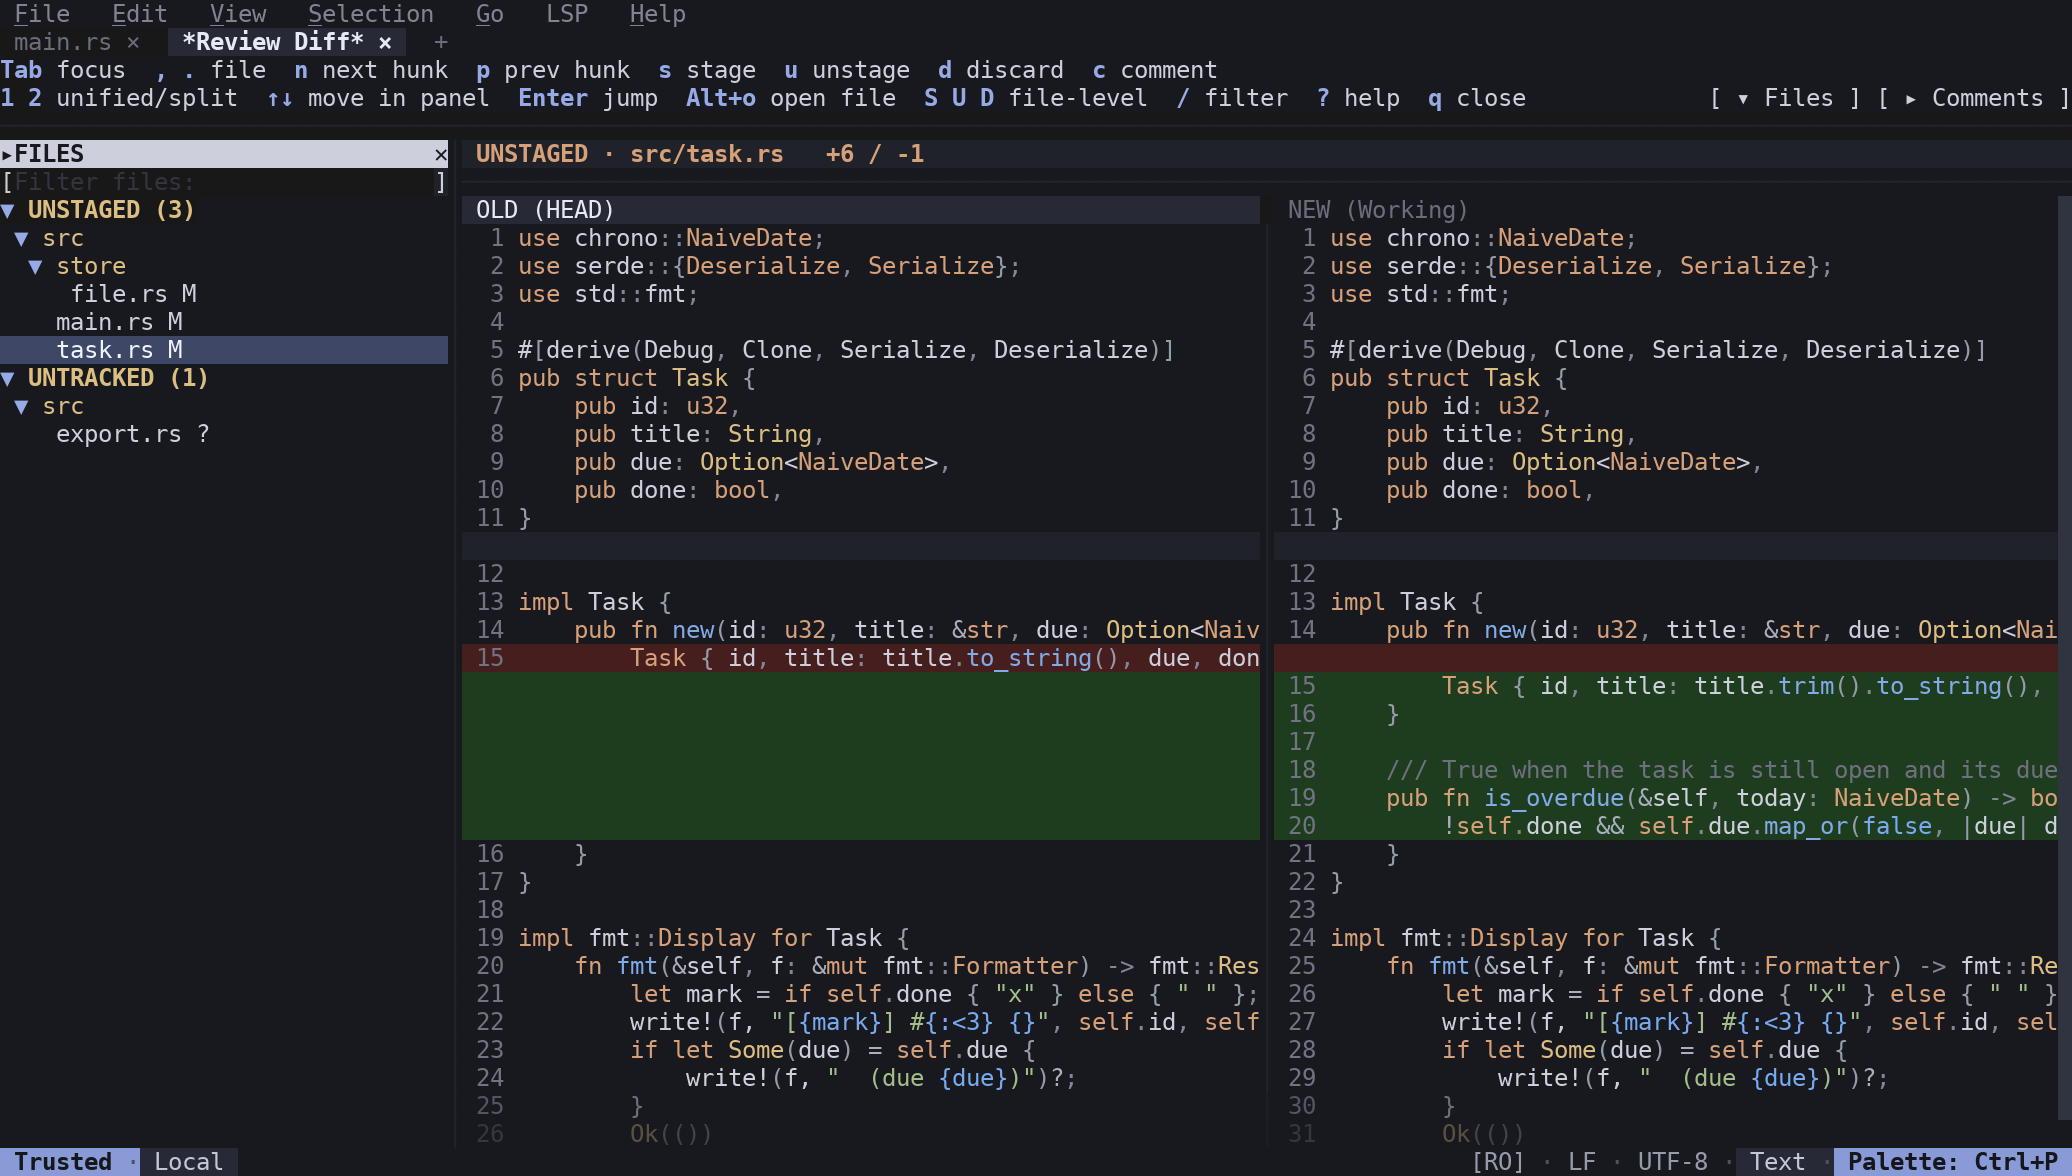 File   Edit   View   Selection   Go   LSP   Help
main.rs ×   *Review Diff* ×   +
Tab focus  , . file  n next hunk  p prev hunk  s stage  u unstage  d discard  c comment
1 2 unified/split  ↑↓ move in panel  Enter jump  Alt+o open file  S U D file-level  / filter  ? help  q close   [ ▾ Files ] [ ▸ Comments ]
▸FILES ×
[Filter files: ]
▼ UNSTAGED (3)
▼ src
▼ store
file.rs M
main.rs M
task.rs M
▼ UNTRACKED (1)
▼ src
export.rs ?
UNSTAGED · src/task.rs   +6 / -1
OLD (HEAD)
1 use chrono::NaiveDate;
2 use serde::{Deserialize, Serialize};
3 use std::fmt;
4
5 #[derive(Debug, Clone, Serialize, Deserialize)]
6 pub struct Task {
7     pub id: u32,
8     pub title: String,
9     pub due: Option<NaiveDate>,
10     pub done: bool,
11 }
12
13 impl Task {
14     pub fn new(id: u32, title: &str, due: Option<Naiv
15         Task { id, title: title.to_string(), due, don
16     }
17 }
18
19 impl fmt::Display for Task {
20     fn fmt(&self, f: &mut fmt::Formatter) -> fmt::Res
21         let mark = if self.done { "x" } else { " " };
22         write!(f, "[{mark}] #{:<3} {}", self.id, self
23         if let Some(due) = self.due {
24             write!(f, "  (due {due})")?;
25         }
26         Ok(())
NEW (Working)
1 use chrono::NaiveDate;
2 use serde::{Deserialize, Serialize};
3 use std::fmt;
4
5 #[derive(Debug, Clone, Serialize, Deserialize)]
6 pub struct Task {
7     pub id: u32,
8     pub title: String,
9     pub due: Option<NaiveDate>,
10     pub done: bool,
11 }
12
13 impl Task {
14     pub fn new(id: u32, title: &str, due: Option<Nai
15         Task { id, title: title.trim().to_string(),
16     }
17
18     /// True when the task is still open and its due
19     pub fn is_overdue(&self, today: NaiveDate) -> bo
20         !self.done && self.due.map_or(false, |due| d
21     }
22 }
23
24 impl fmt::Display for Task {
25     fn fmt(&self, f: &mut fmt::Formatter) -> fmt::Re
26         let mark = if self.done { "x" } else { " " }
27         write!(f, "[{mark}] #{:<3} {}", self.id, sel
28         if let Some(due) = self.due {
29             write!(f, "  (due {due})")?;
30         }
31         Ok(())
Trusted · Local   [RO] · LF · UTF-8 · Text · Palette: Ctrl+P